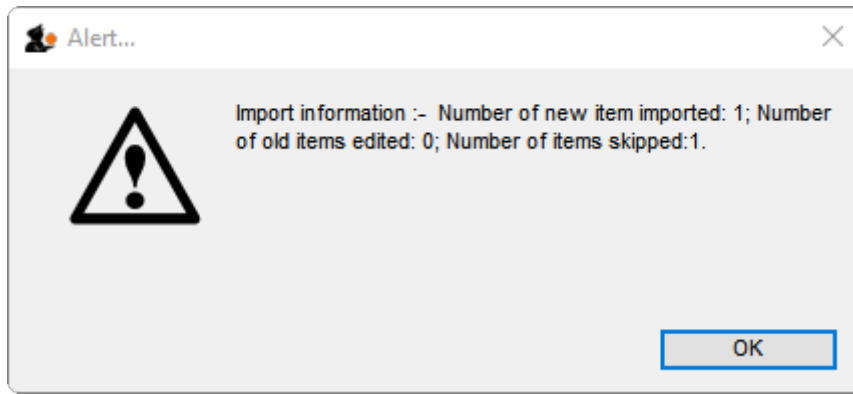 Alert...
Import information :-  Number of new item imported: 1; Number
of old items edited: 0; Number of items skipped:1.
OK